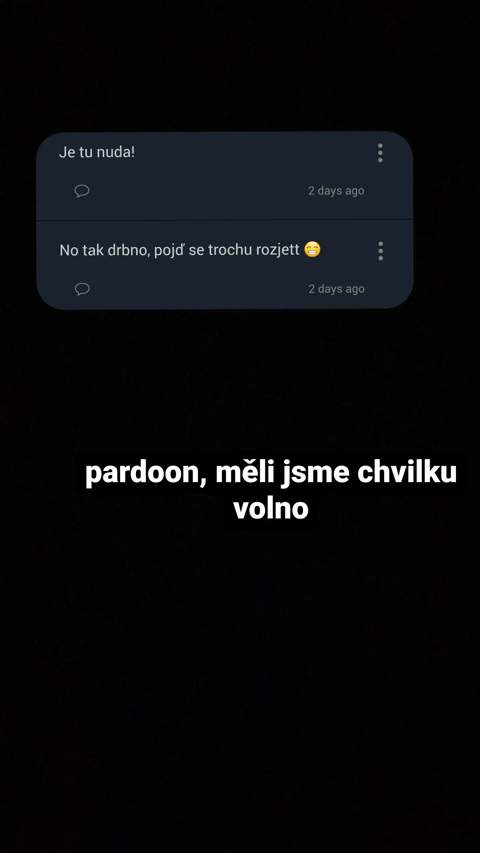 Je tu nuda!
2 days ago
No tak drbno, pojď se trochu rozjett 😁
2 days ago
pardoon, měli jsme chvilku
volno